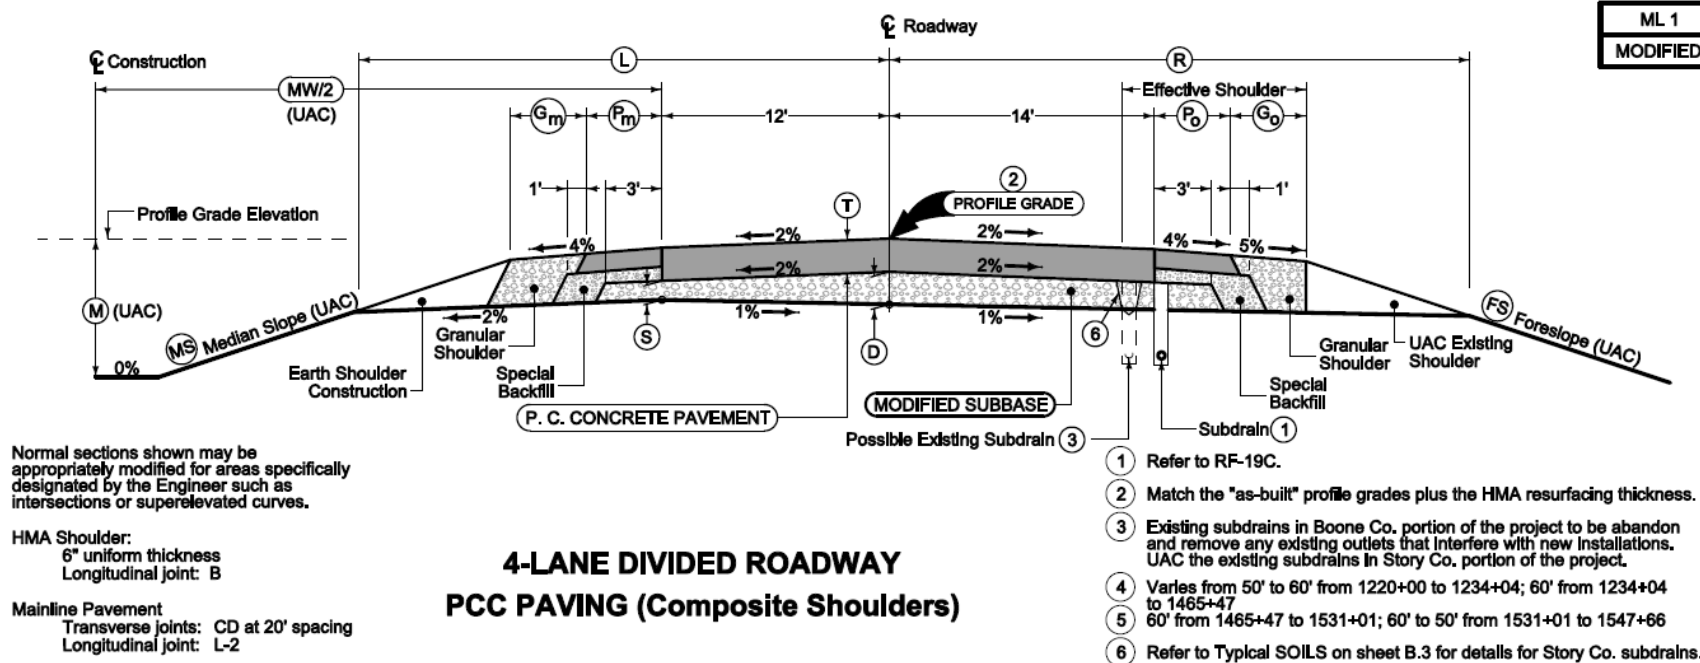 ML 1
MODIFIED
℄ Roadway
℄ Construction
L
R
MW/2
(UAC)
Effective Shoulder
Gm
Pm
12'
14'
Po
Go
1'
3'
2
PROFILE GRADE
3'
1'
Profile Grade Elevation
T
4%
2%
2%
4%
5%
2%
2%
M (UAC)
MS Median Slope (UAC)
0%
2%
1%
1%
S
D
6
FS Foreslope (UAC)
Granular
Shoulder
Earth Shoulder
Construction
Special
Backfill
P. C. CONCRETE PAVEMENT
MODIFIED SUBBASE
Granular
Shoulder
UAC Existing
Shoulder
Special
Backfill
Possible Existing Subdrain 3
Subdrain 1
Normal sections shown may be
appropriately modified for areas specifically
designated by the Engineer such as
intersections or superelevated curves.
HMA Shoulder:
6" uniform thickness
Longitudinal joint: B
Mainline Pavement
Transverse joints: CD at 20' spacing
Longitudinal joint: L-2
4-LANE DIVIDED ROADWAY
PCC PAVING (Composite Shoulders)
1 Refer to RF-19C.
2 Match the "as-built" profile grades plus the HMA resurfacing thickness.
3 Existing subdrains in Boone Co. portion of the project to be abandon
and remove any existing outlets that interfere with new installations.
UAC the existing subdrains in Story Co. portion of the project.
4 Varies from 50' to 60' from 1220+00 to 1234+04; 60' from 1234+04
to 1465+47
5 60' from 1465+47 to 1531+01; 60' to 50' from 1531+01 to 1547+66
6 Refer to Typical SOILS on sheet B.3 for details for Story Co. subdrains.